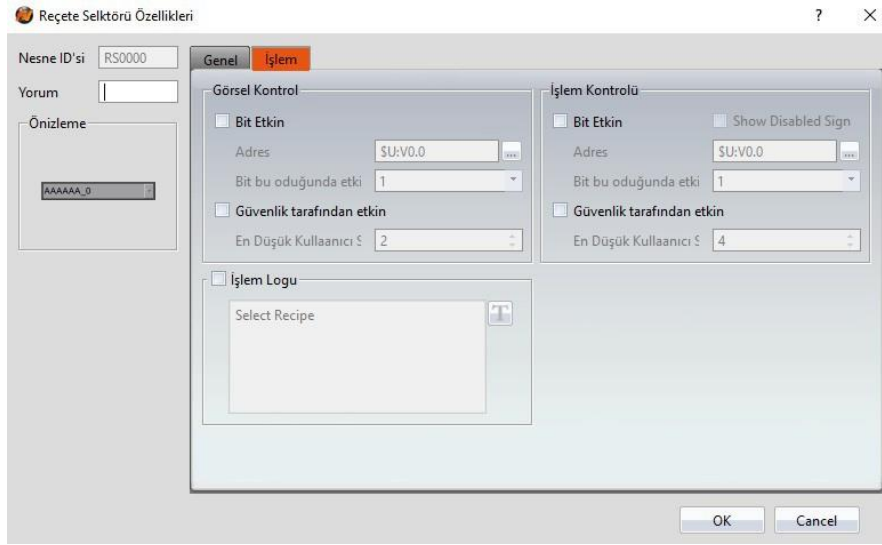 Reçete Selktörü Özellikleri
?
Nesne ID'si RS0000
Yorum
Önizleme
AAAAAA_0
Genel İşlem
Görsel Kontrol
Bit Etkin
Adres $U:V0.0 ...
Bit bu oduğunda etki 1
Güvenlik tarafından etkin
En Düşük Kullaanıcı S 2
İşlem Kontrolü
Bit Etkin Show Disabled Sign
Adres $U:V0.0 ...
Bit bu oduğunda etki 1
Güvenlik tarafından etkin
En Düşük Kullaanıcı S 4
İşlem Logu
Select Recipe T
OK Cancel